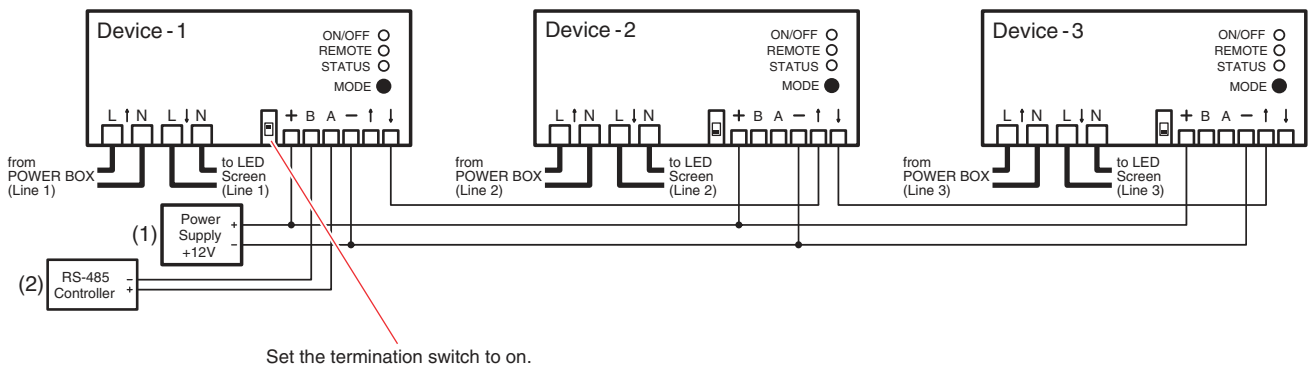 Device - 1
ON/OFF
REMOTE
STATUS
MODE
L ↑ N L ↓ N + B A − ↑ ↓
from
POWER BOX
(Line 1)
to LED
Screen
(Line 1)
Device - 2
ON/OFF
REMOTE
STATUS
MODE
L ↑ N L ↓ N + B A − ↑ ↓
from
POWER BOX
(Line 2)
to LED
Screen
(Line 2)
Device - 3
ON/OFF
REMOTE
STATUS
MODE
L ↑ N L ↓ N + B A − ↑ ↓
from
POWER BOX
(Line 3)
to LED
Screen
(Line 3)
(1)
Power +
Supply
+12V −
(2)
RS-485 −
Controller +
Set the termination switch to on.